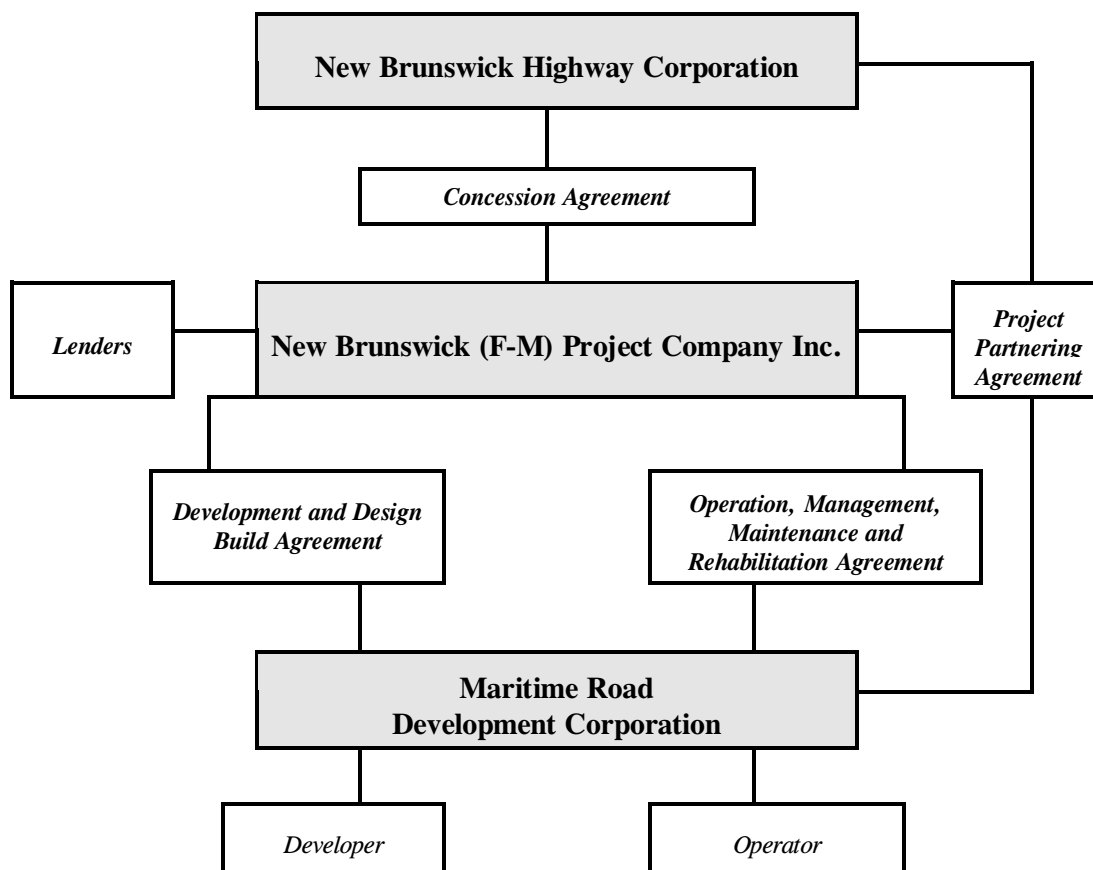 New Brunswick Highway Corporation
Concession Agreement
Lenders
New Brunswick (F-M) Project Company Inc.
Project
Partnering
Agreement
Development and Design
Build Agreement
Operation, Management,
Maintenance and
Rehabilitation Agreement
Maritime Road
Development Corporation
Developer
Operator